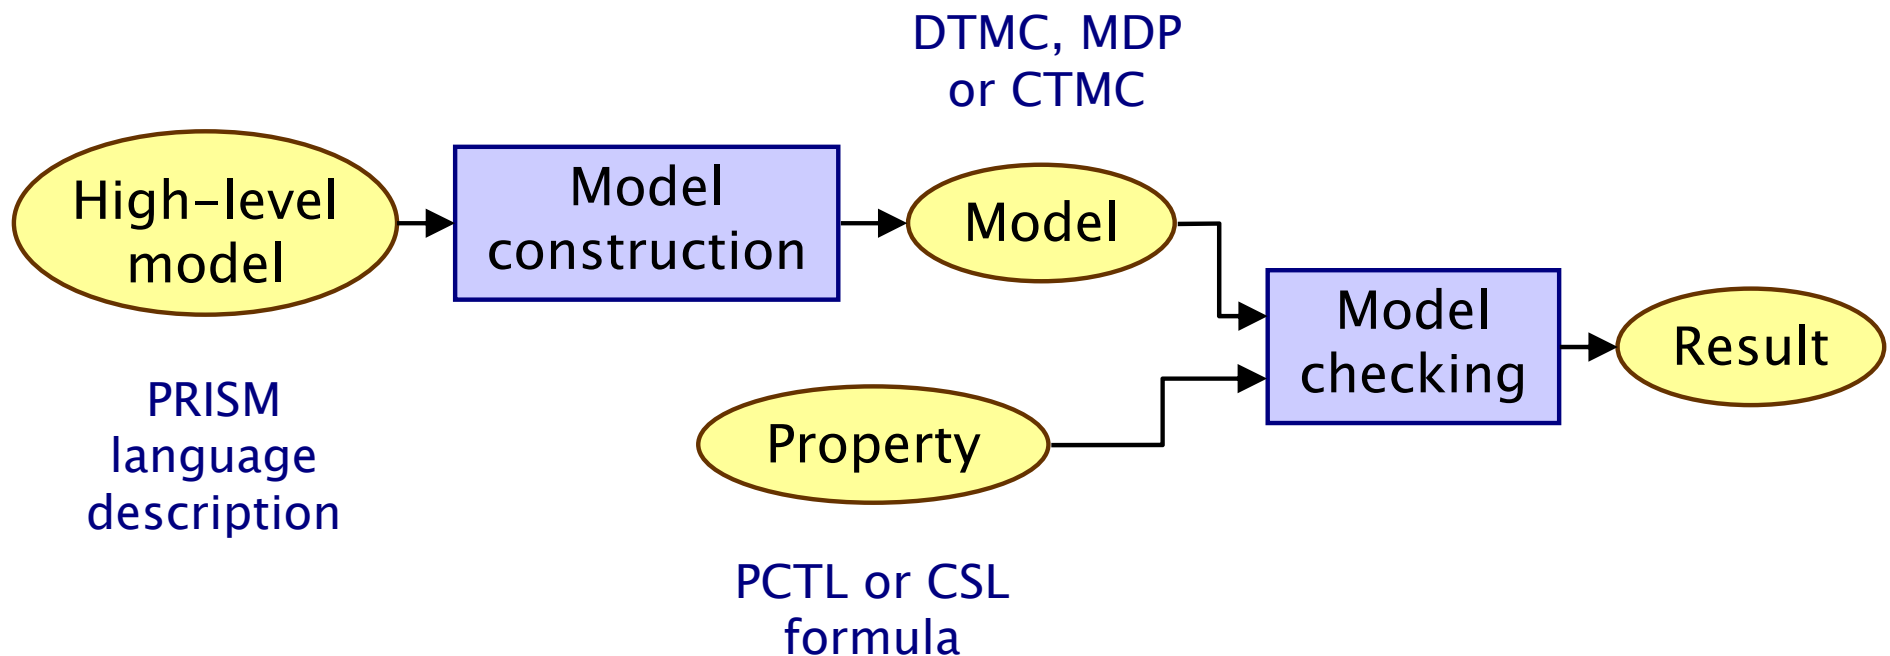 DTMC, MDP
or CTMC
High-level
model
Model
construction
Model
Model
checking
Result
PRISM
language
description
Property
PCTL or CSL
formula